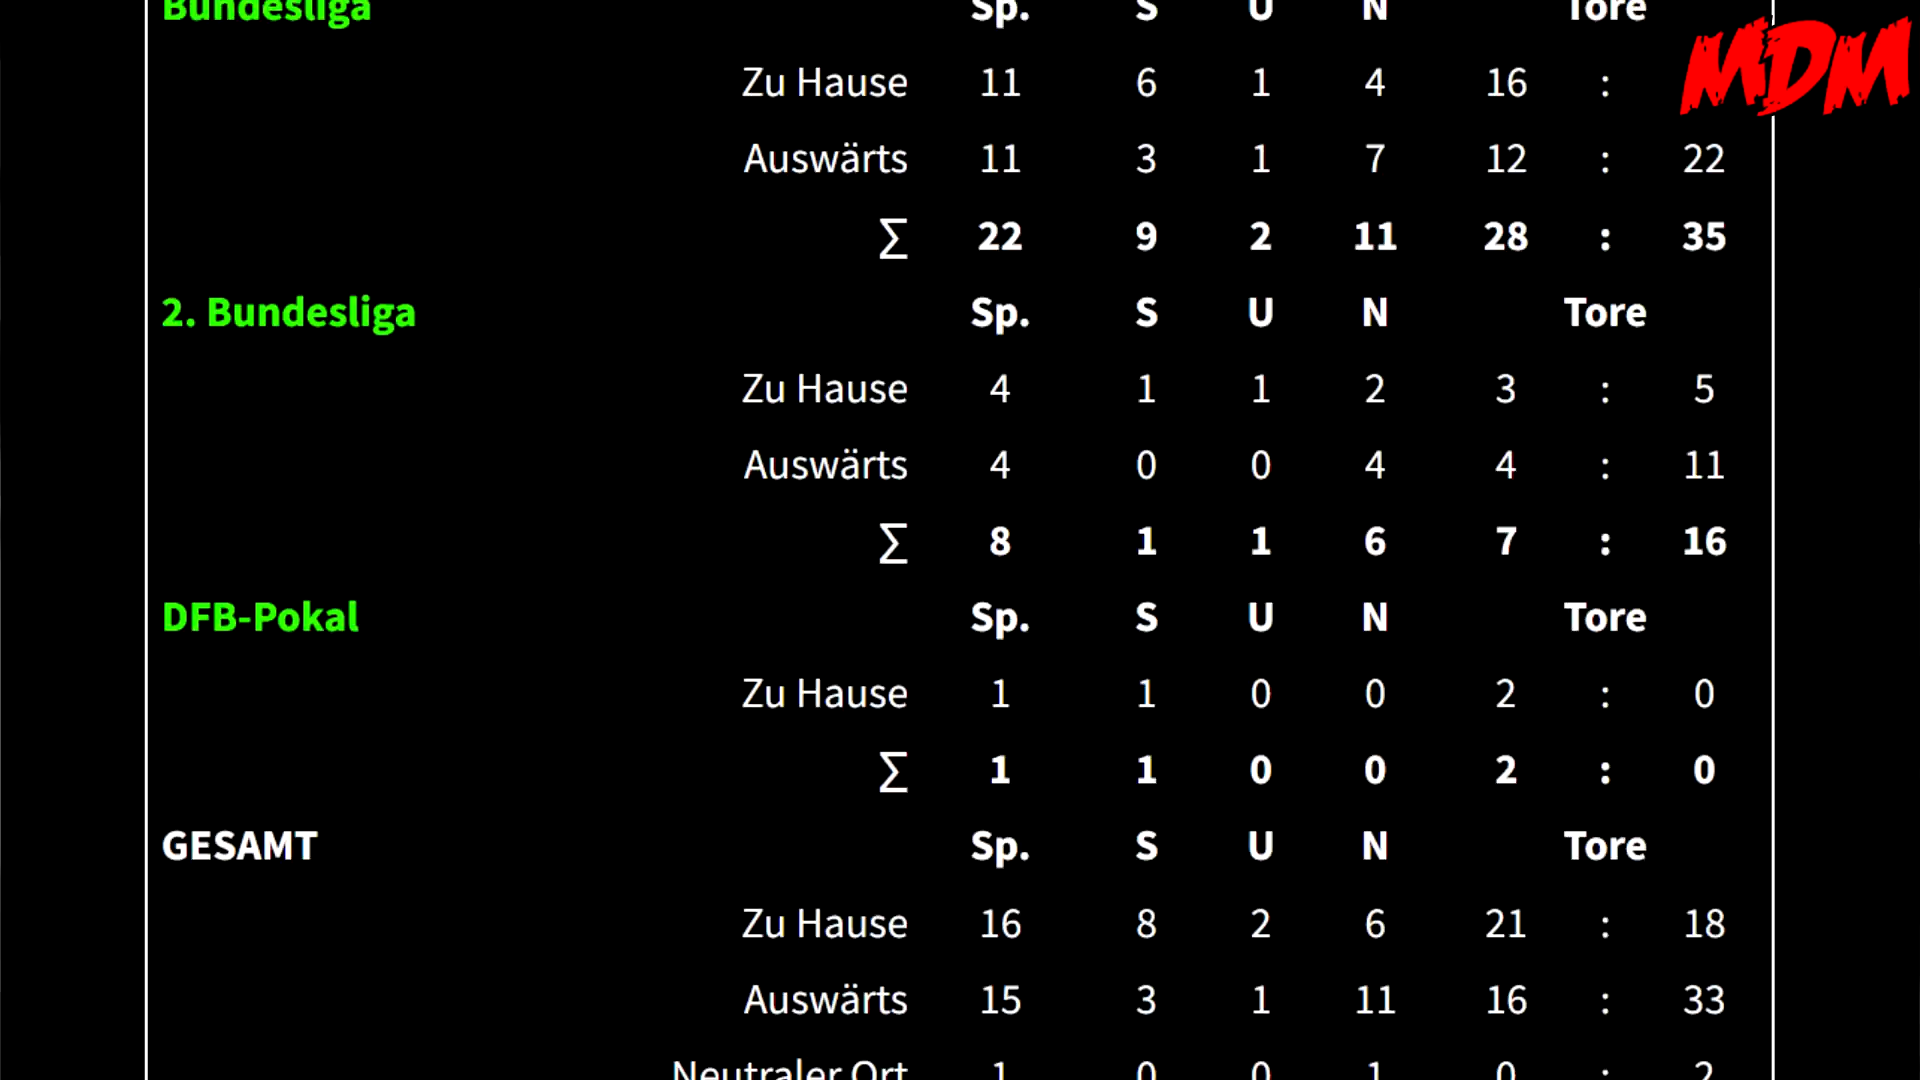 Bundesliga Sp. S U N Tore
MDM
Zu Hause 11 6 1 4 16 :
Auswärts 11 3 1 7 12 : 22
∑ 22 9 2 11 28 : 35
2. Bundesliga Sp. S U N Tore
Zu Hause 4 1 1 2 3 : 5
Auswärts 4 0 0 4 4 : 11
∑ 8 1 1 6 7 : 16
DFB-Pokal Sp. S U N Tore
Zu Hause 1 1 0 0 2 : 0
∑ 1 1 0 0 2 : 0
GESAMT Sp. S U N Tore
Zu Hause 16 8 2 6 21 : 18
Auswärts 15 3 1 11 16 : 33
Neutraler Ort 1 0 0 1 0 : 2